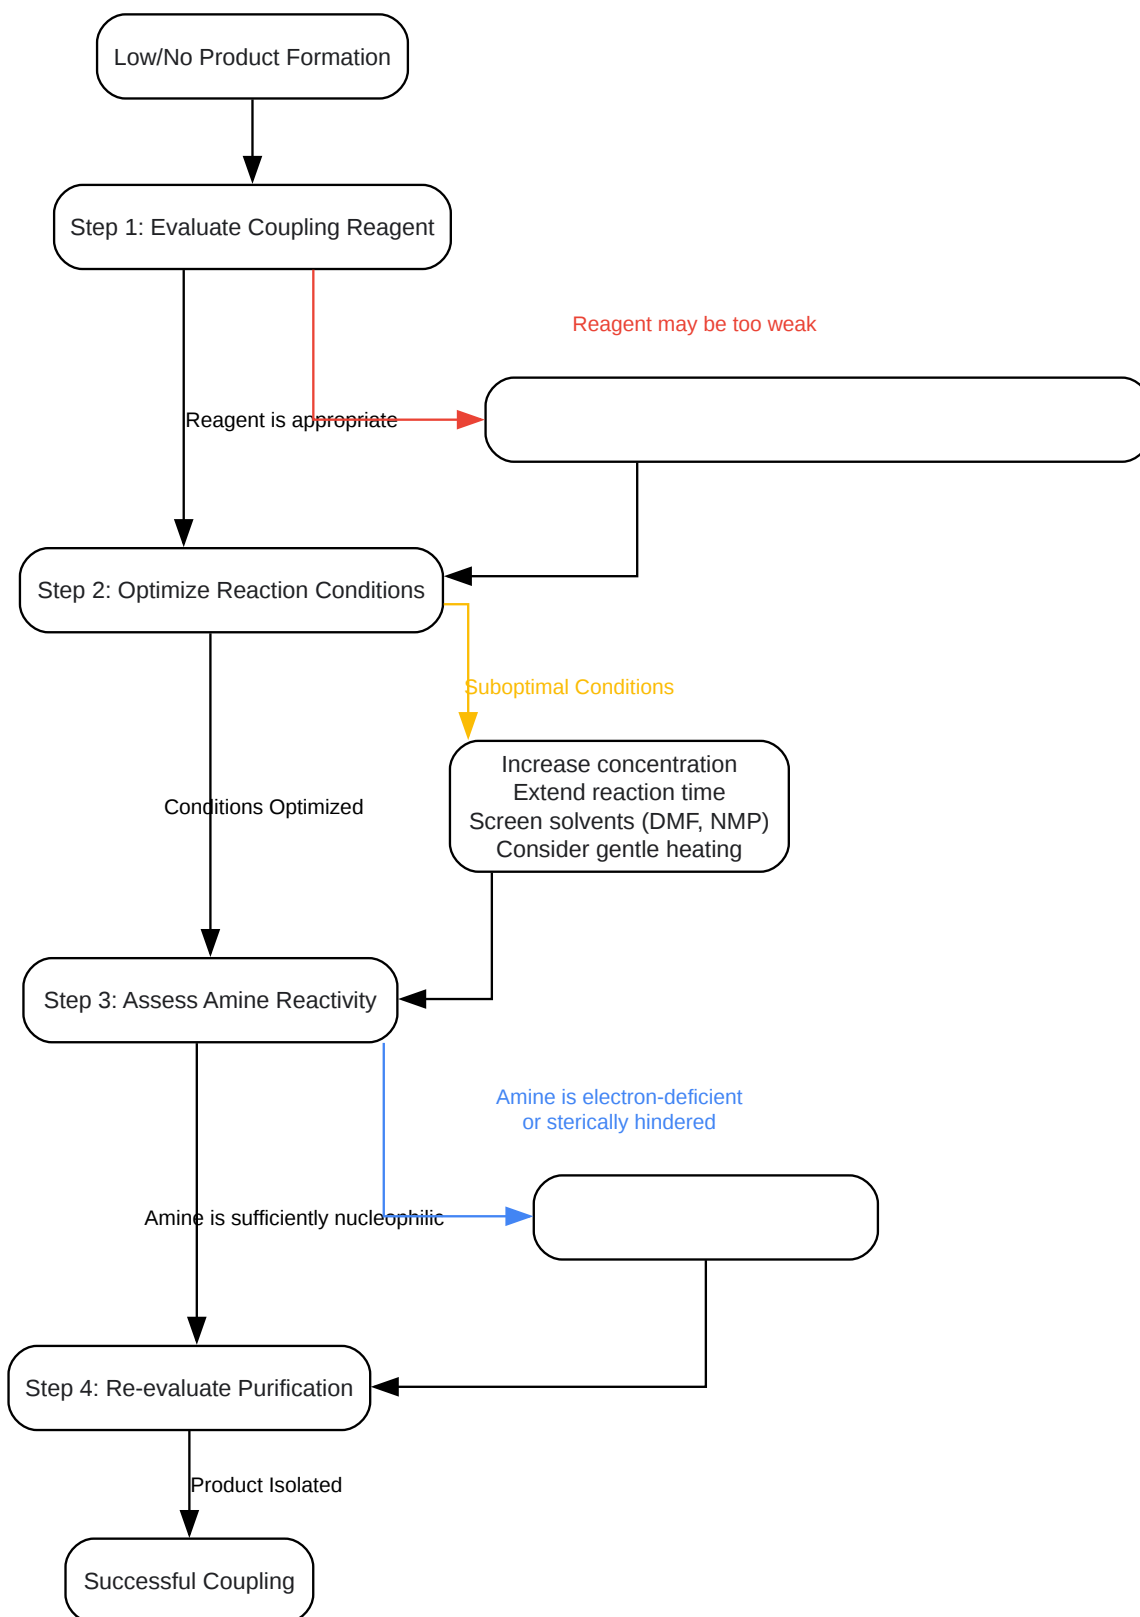 Low/No Product Formation
Step 1: Evaluate Coupling Reagent
Reagent may be too weak
Reagent is appropriate
Step 2: Optimize Reaction Conditions
Suboptimal Conditions
Increase concentration
Extend reaction time
Screen solvents (DMF, NMP)
Consider gentle heating
Conditions Optimized
Step 3: Assess Amine Reactivity
Amine is electron-deficient
or sterically hindered
Amine is sufficiently nucleophilic
Step 4: Re-evaluate Purification
Product Isolated
Successful Coupling